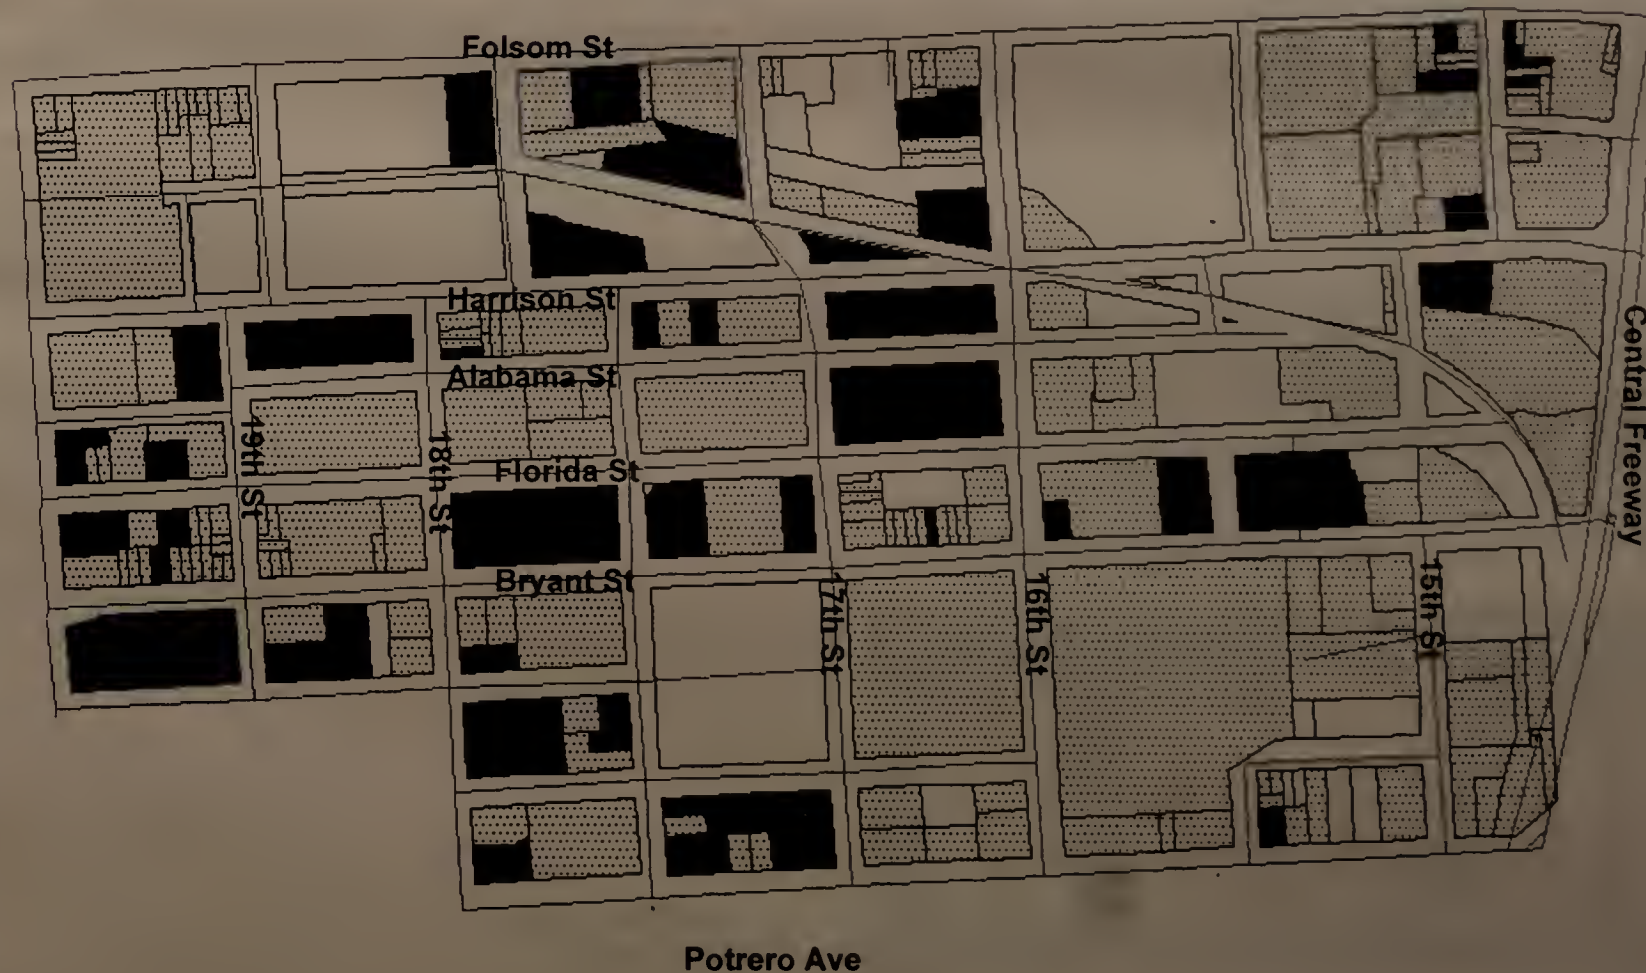 Folsom St
Harrison St
Alabama St
19th St
18th St
Florida St
Bryant St
17th St
16th St
15th St
Central Freeway
Potrero Ave